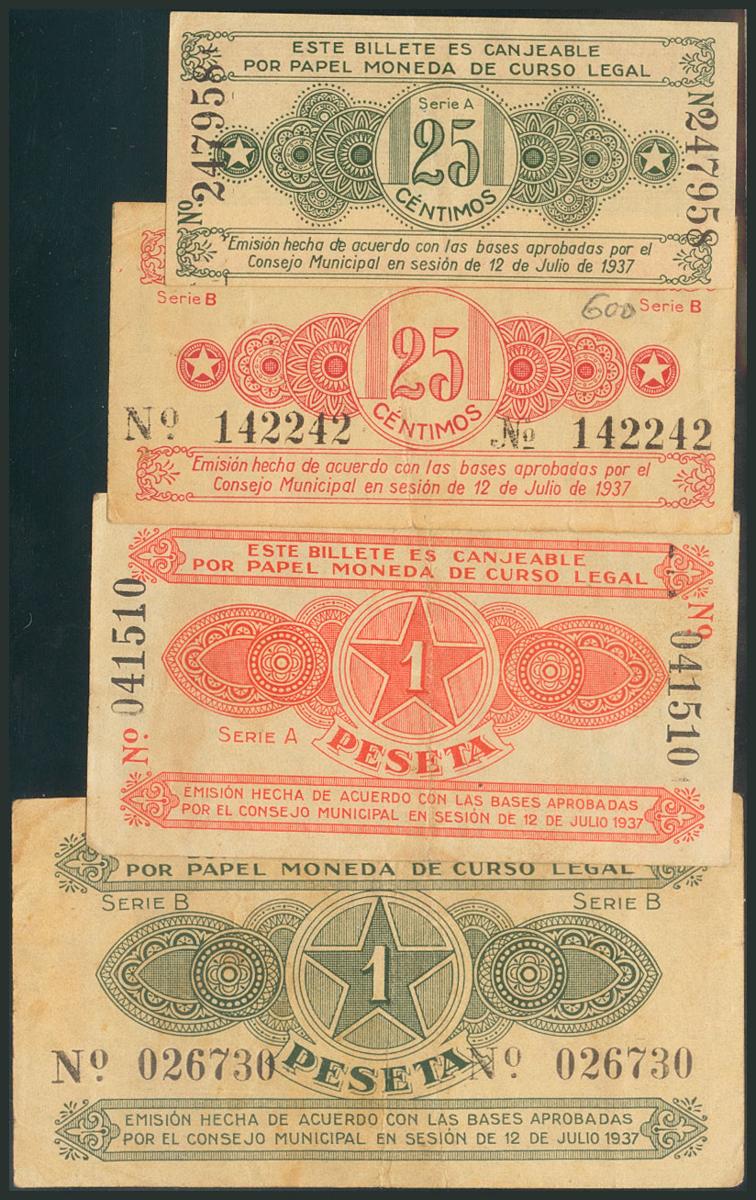 ESTE BILLETE ES CANJEABLE
POR PAPEL MONEDA DE CURSO LEGAL
Nº 247958
Serie A
25
CÉNTIMOS
Nº 247958
Emisión hecha de acuerdo con las bases aprobadas por el
Consejo Municipal en sesión de 12 de Julio de 1937
Serie B
600
Serie B
25
CÉNTIMOS
Nº 142242
Nº 142242
Emisión hecha de acuerdo con las bases aprobadas por el
Consejo Municipal en sesión de 12 de Julio de 1937
ESTE BILLETE ES CANJEABLE
POR PAPEL MONEDA DE CURSO LEGAL
Nº 041510
1
Nº 041510
SERIE A
PESETA
EMISIÓN HECHA DE ACUERDO CON LAS BASES APROBADAS
POR EL CONSEJO MUNICIPAL EN SESIÓN DE 12 DE JULIO 1937
POR PAPEL MONEDA DE CURSO LEGAL
SERIE B
SERIE B
1
Nº 026730
PESETA
Nº 026730
EMISIÓN HECHA DE ACUERDO CON LAS BASES APROBADAS
POR EL CONSEJO MUNICIPAL EN SESIÓN DE 12 DE JULIO 1937